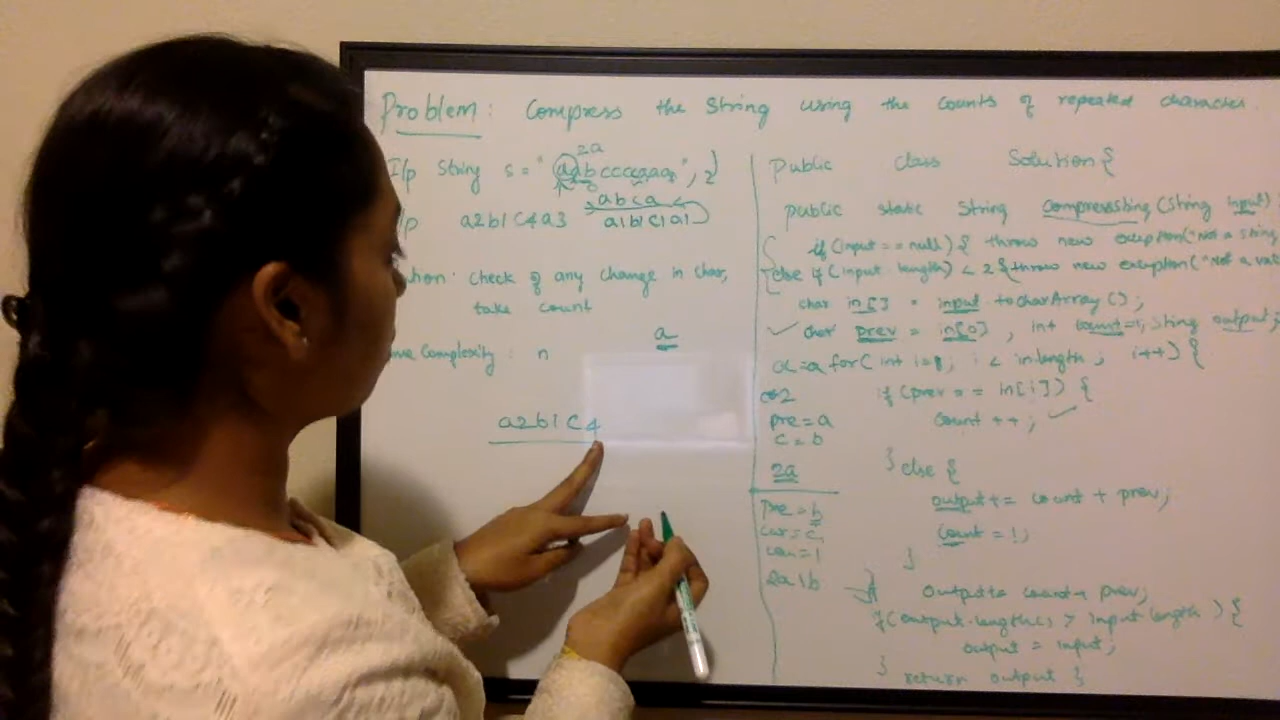 Problem: Compress the String using the counts of repeated character.
2a
I/p String s = "aabccccaaa";
/p a2b1c4a3
abca
a1b1c1a1
check if any change in char,
take count
a
Complexity: n
a2b1c4
public class Solution{
public static String (String input)
if(input == null) { throw new exception("Not a string
else if(input length) < 2{throw new exception("Not a val
char in[] = input toCharArray();
char prev = in[0], int count=1, String output;
for(int i=1; i < in.length; i++) {
if(prev == in[i]) {
count++;
} else {
output += count + prev;
count = 1;
}
output+= count+ prev;
if(output.length() > input.length) {
output = input;
} return output }
2
pre = a
c = b
2a
pre = b
cur = c
cou = 1
2a1b